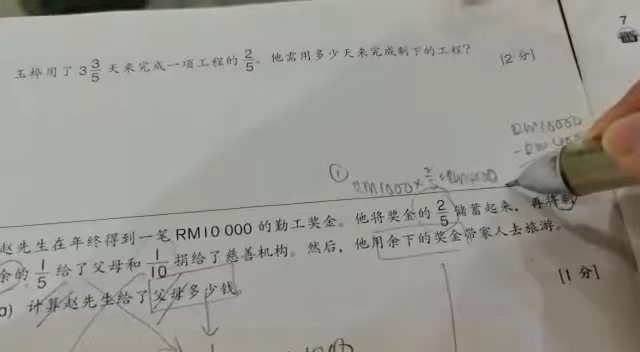 7
玉桦用了 3 3/5 天来完成一项工程的 2/5。他需用多少天来完成剩下的工程?
[2 分]
RM10000
①
RM1000 ×
赵先生在年终得到一笔 RM10 000 的勤工奖金。他将奖金的 2/5 储蓄起来，再将剩
余的 1/5 给了父母和 1/10 捐给了慈善机构。然后，他用余下的奖金带家人去旅游。
a) 计算赵先生给了父母多少钱。
[1 分]